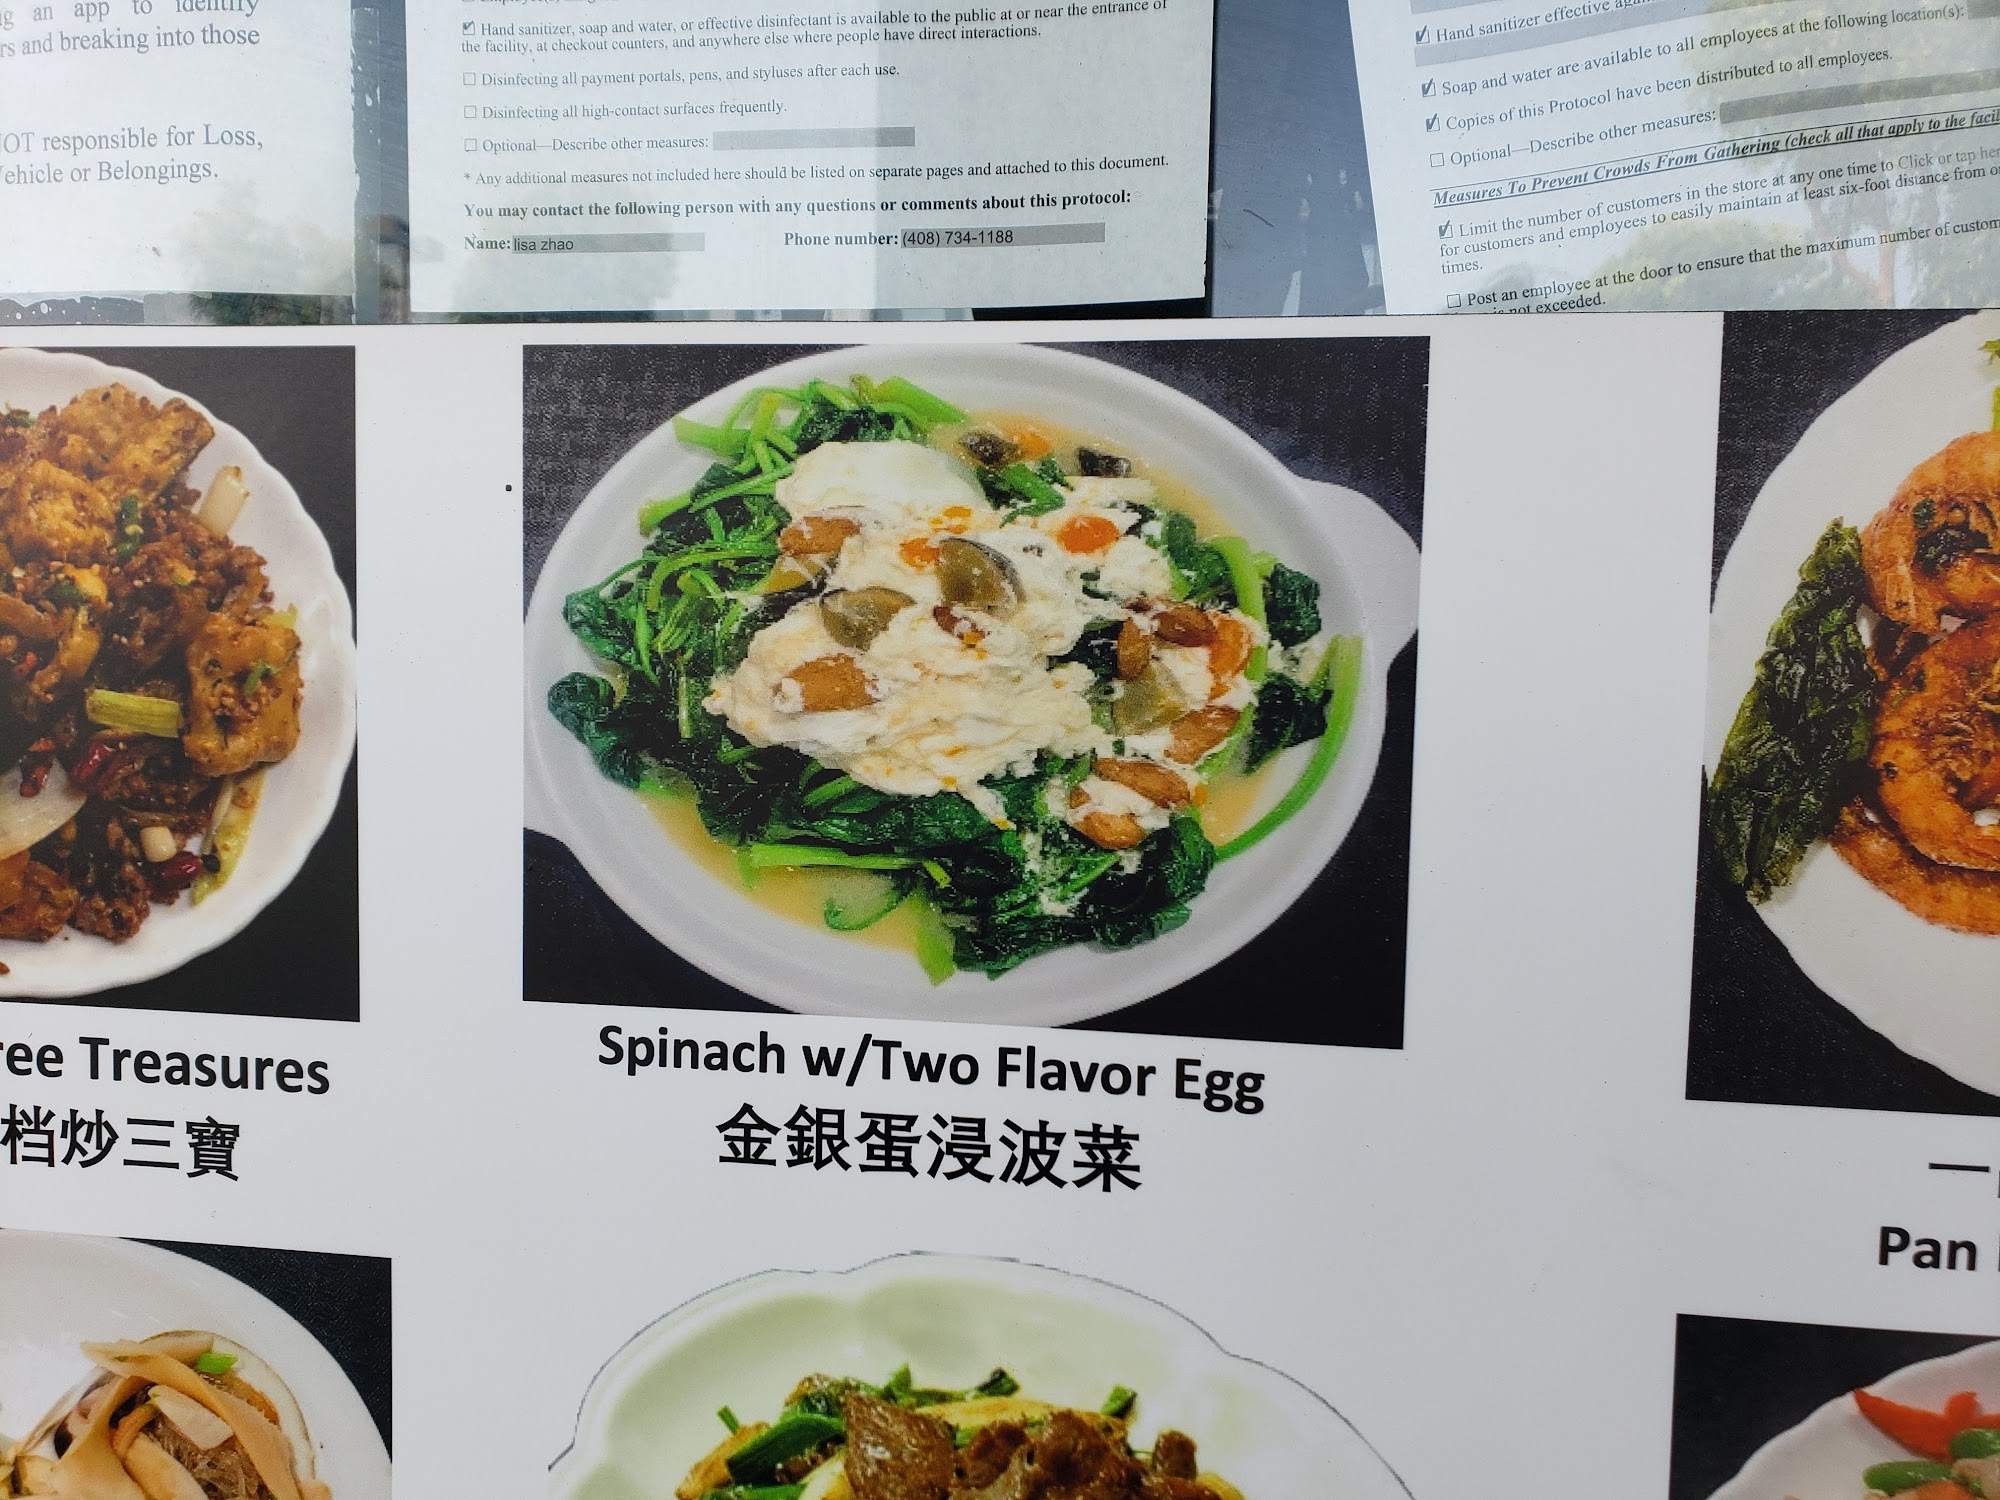 an app to identify
rs and breaking into those
NOT responsible for Loss,
Vehicle or Belongings.
Hand sanitizer, soap and water, or effective disinfectant is available to the public at or near the entrance of
the facility, at checkout counters, and anywhere else where people have direct interactions.
Disinfecting all payment portals, pens, and styluses after each use.
Disinfecting all high-contact surfaces frequently.
Optional—Describe other measures:
* Any additional measures not included here should be listed on separate pages and attached to this document.
You may contact the following person with any questions or comments about this protocol:
Name: lisa zhao Phone number: (408) 734-1188
Hand sanitizer effective
Soap and water are available to all employees at the following location(s):
Copies of this Protocol have been distributed to all employees.
Optional—Describe other measures:
Measures To Prevent Crowds From Gathering (check all that apply to the facil
Limit the number of customers in the store at any one time to Click or tap her
for customers and employees to easily maintain at least six-foot distance from o
times.
Post an employee at the door to ensure that the maximum number of custom
is not exceeded.
ree Treasures
档炒三寶
Spinach w/Two Flavor Egg
金銀蛋浸波菜
一
Pan